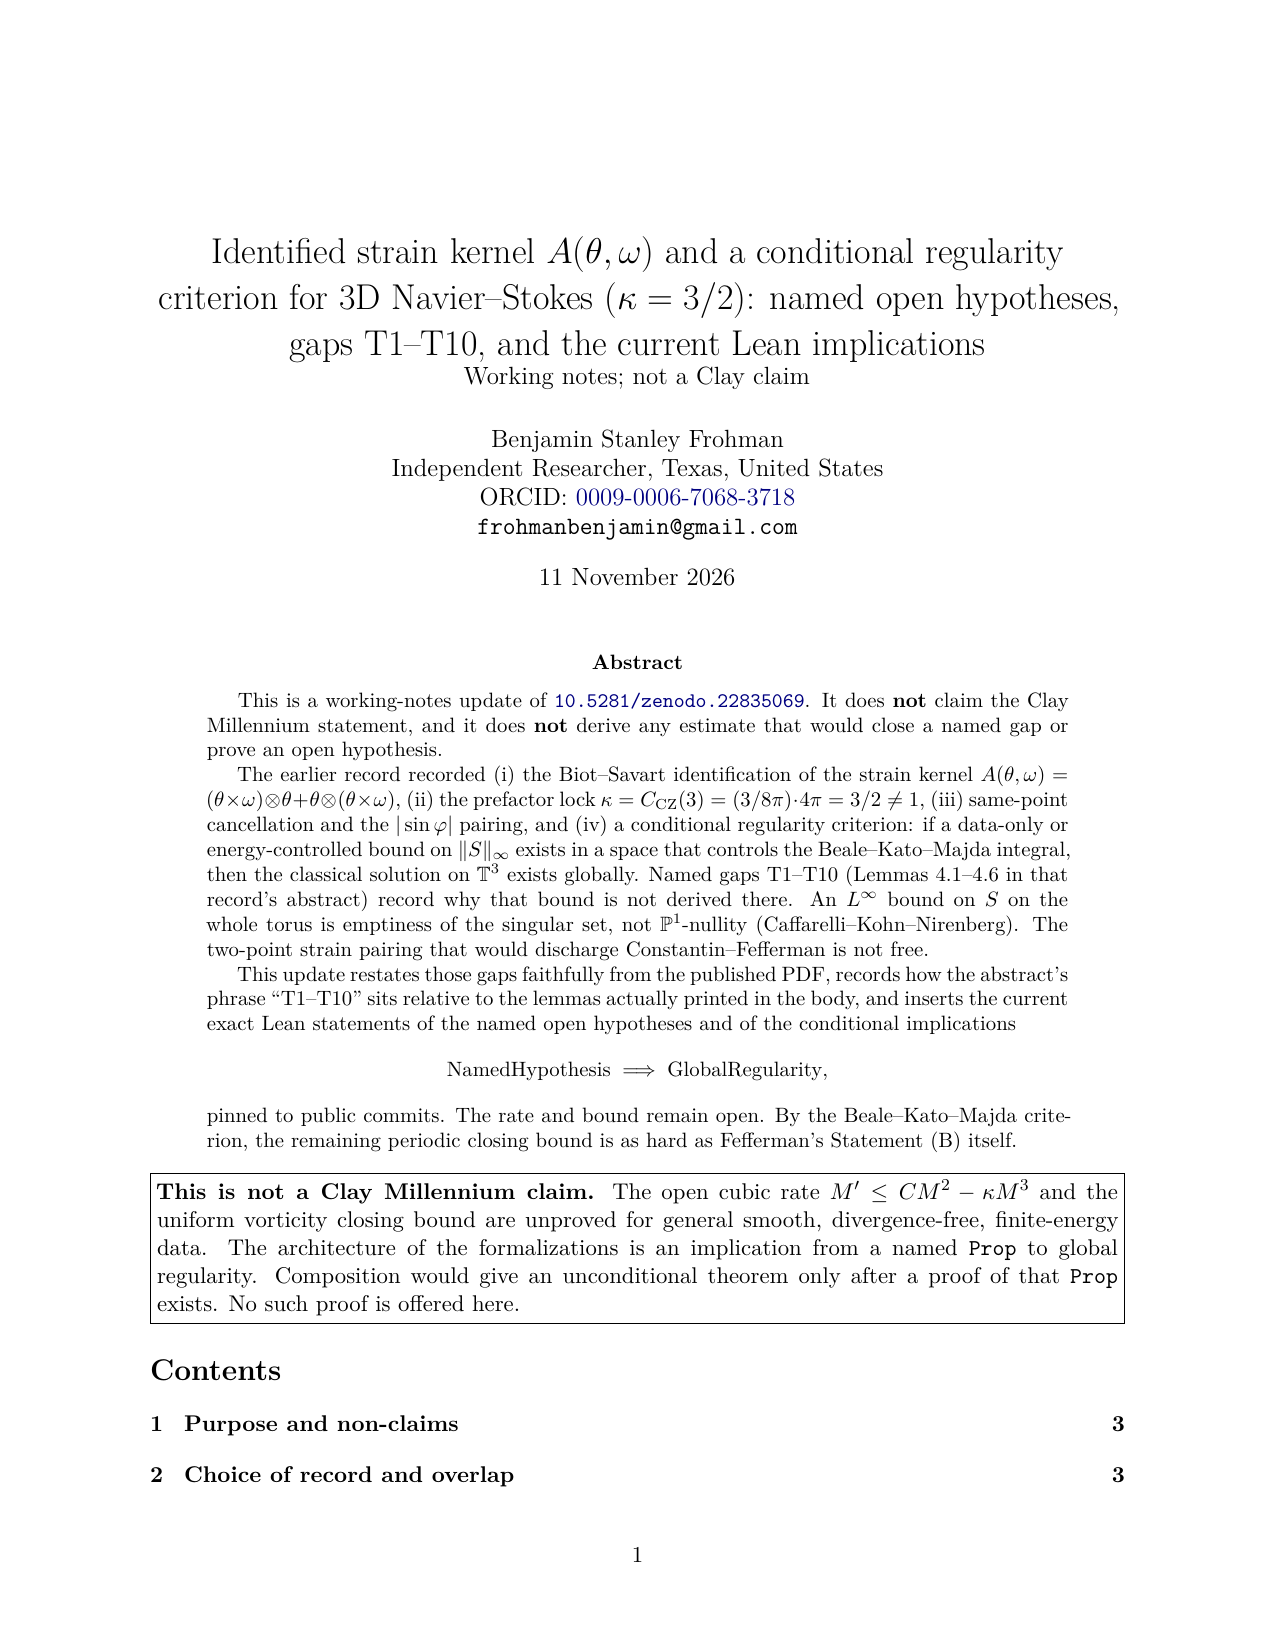 Identified strain kernel A(θ, ω) and a conditional regularity
criterion for 3D Navier–Stokes (κ = 3/2): named open hypotheses,
gaps T1–T10, and the current Lean implications
Working notes; not a Clay claim
Benjamin Stanley Frohman
Independent Researcher, Texas, United States
ORCID: 0009-0006-7068-3718
frohmanbenjamin@gmail.com
11 November 2026
Abstract
This is a working-notes update of 10.5281/zenodo.22835069. It does not claim the Clay
Millennium statement, and it does not derive any estimate that would close a named gap or
prove an open hypothesis.
The earlier record recorded (i) the Biot–Savart identification of the strain kernel A(θ, ω) =
(θ×ω)⊗θ+θ⊗(θ×ω), (ii) the prefactor lock κ = C_CZ(3) = (3/8π)·4π = 3/2 ≠ 1, (iii) same-point
cancellation and the | sin φ| pairing, and (iv) a conditional regularity criterion: if a data-only or
energy-controlled bound on ‖S‖∞ exists in a space that controls the Beale–Kato–Majda integral,
then the classical solution on 𝕋³ exists globally. Named gaps T1–T10 (Lemmas 4.1–4.6 in that
record's abstract) record why that bound is not derived there. An L^∞ bound on S on the
whole torus is emptiness of the singular set, not ℙ¹-nullity (Caffarelli–Kohn–Nirenberg). The
two-point strain pairing that would discharge Constantin–Fefferman is not free.
This update restates those gaps faithfully from the published PDF, records how the abstract's
phrase “T1–T10” sits relative to the lemmas actually printed in the body, and inserts the current
exact Lean statements of the named open hypotheses and of the conditional implications
NamedHypothesis ⟹ GlobalRegularity,
pinned to public commits. The rate and bound remain open. By the Beale–Kato–Majda crite-
rion, the remaining periodic closing bound is as hard as Fefferman's Statement (B) itself.
This is not a Clay Millennium claim. The open cubic rate M′ ≤ CM² − κM³ and the
uniform vorticity closing bound are unproved for general smooth, divergence-free, finite-energy
data. The architecture of the formalizations is an implication from a named Prop to global
regularity. Composition would give an unconditional theorem only after a proof of that Prop
exists. No such proof is offered here.
Contents
1 Purpose and non-claims 3
2 Choice of record and overlap 3
1